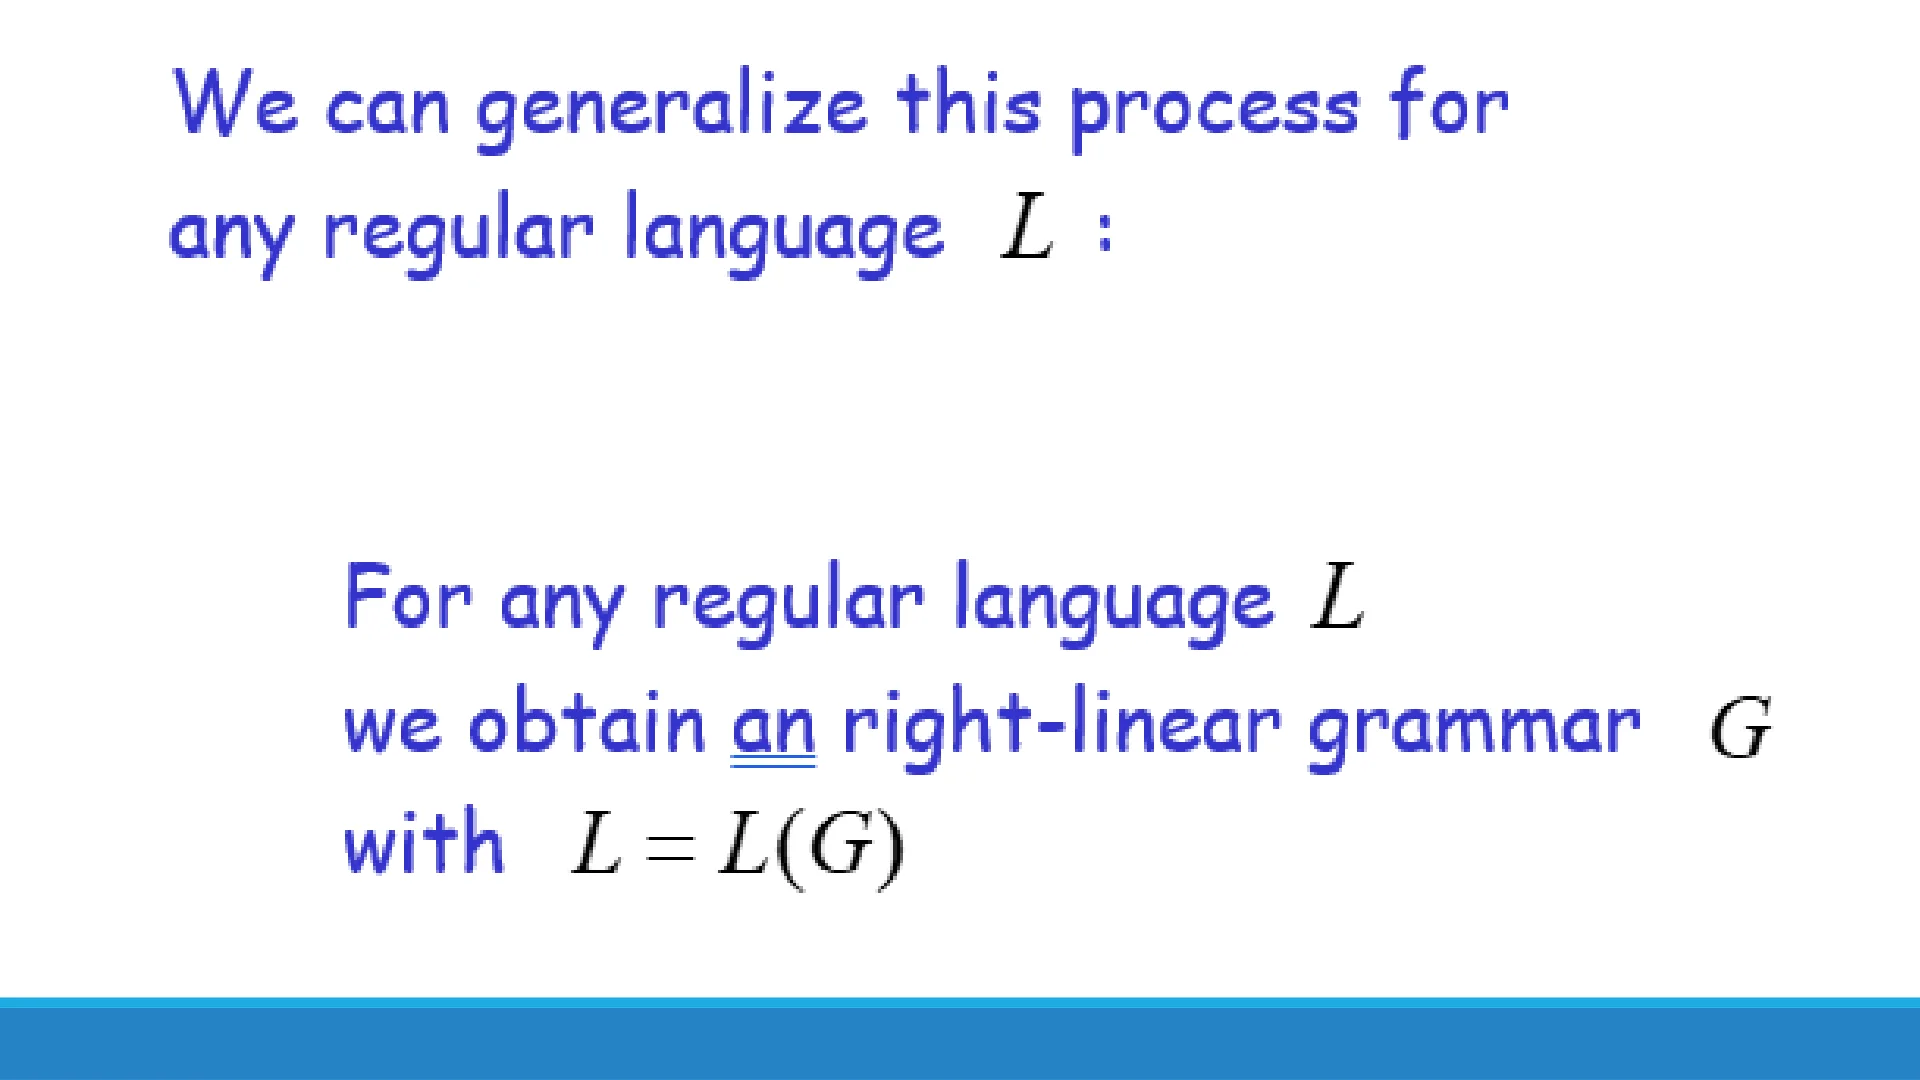 We can generalize this process for
any regular language L :
For any regular language L
we obtain an right-linear grammar G
with L = L(G)